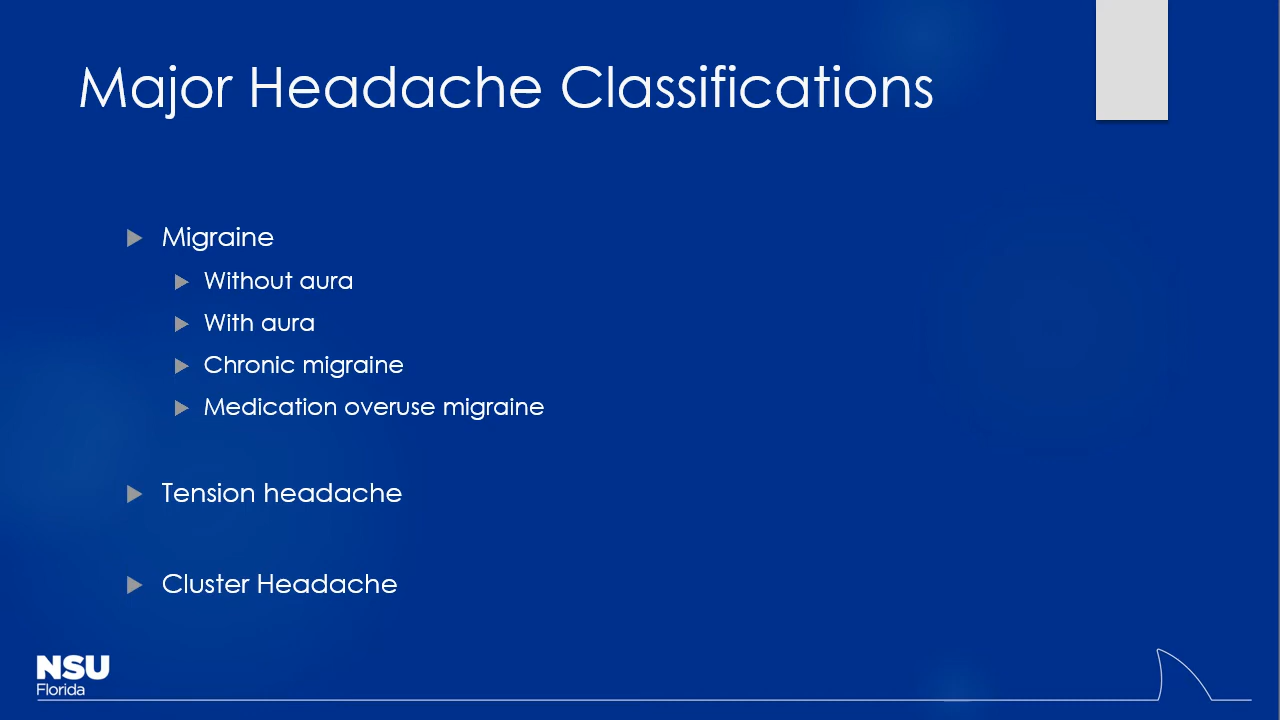 Major Headache Classifications
Migraine
Without aura
With aura
Chronic migraine
Medication overuse migraine
Tension headache
Cluster Headache
NSU
Florida